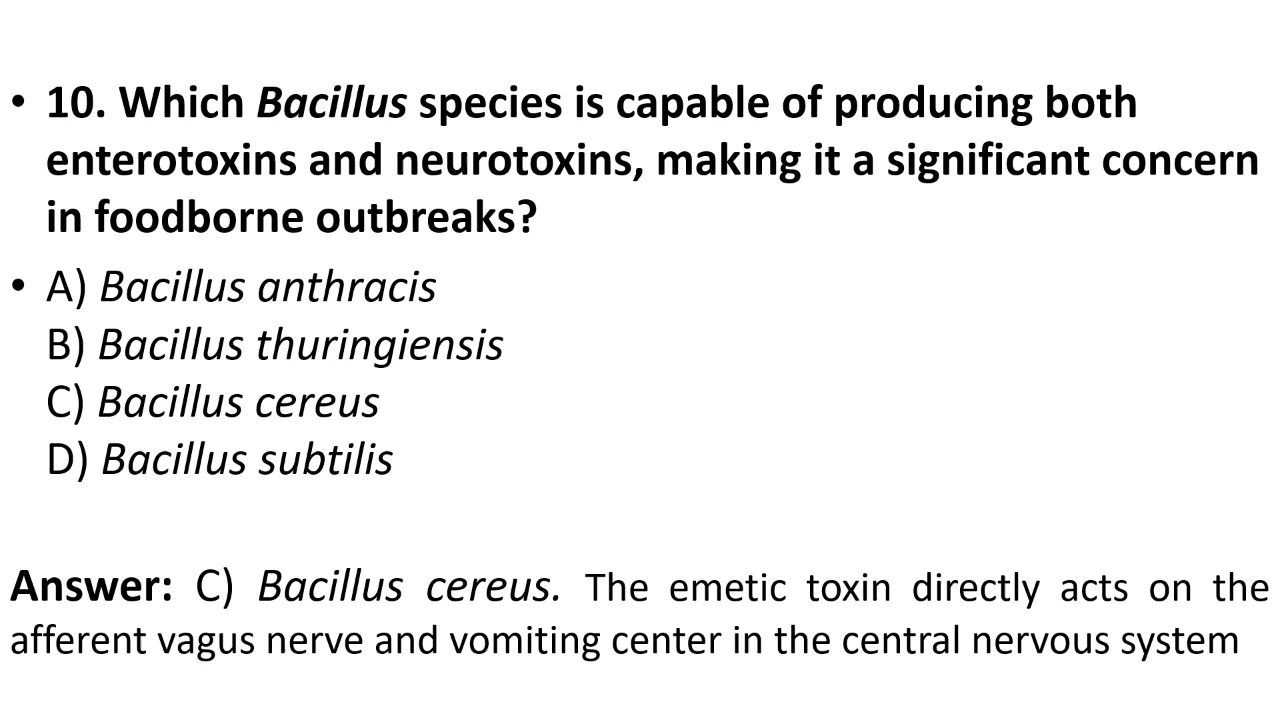 • 10. Which Bacillus species is capable of producing both
enterotoxins and neurotoxins, making it a significant concern
in foodborne outbreaks?
• A) Bacillus anthracis
B) Bacillus thuringiensis
C) Bacillus cereus
D) Bacillus subtilis
Answer: C) Bacillus cereus. The emetic toxin directly acts on the
afferent vagus nerve and vomiting center in the central nervous system